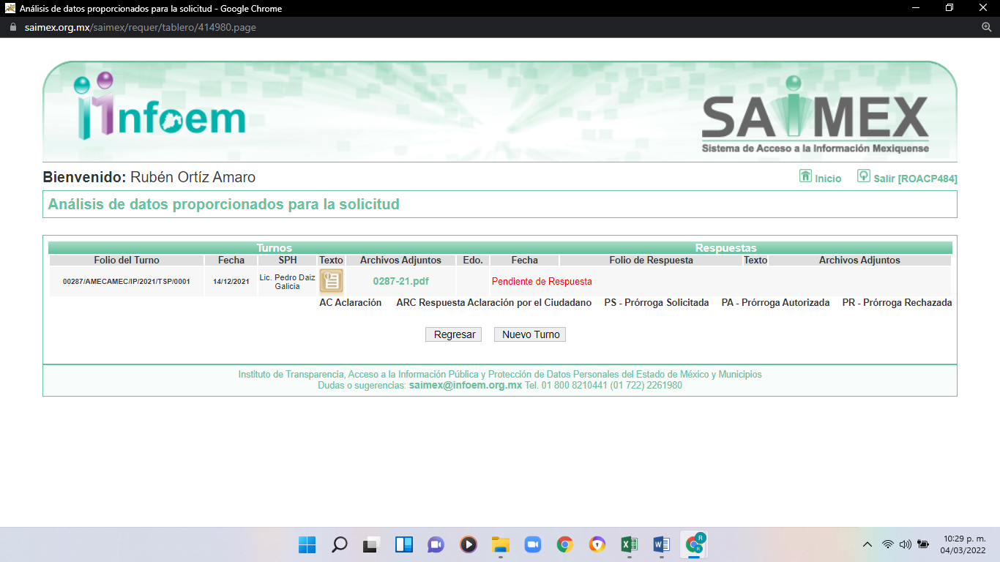 Análisis de datos proporcionados para la solicitud - Google Chrome
saimex.org.mx/saimex/requer/tablero/414980.page
infoem
SAIMEX
Sistema de Acceso a la Información Mexiquense
Bienvenido: Rubén Ortíz Amaro
Inicio Salir [ROACP484]
Análisis de datos proporcionados para la solicitud
Turnos Respuestas
Folio del Turno Fecha SPH Texto Archivos Adjuntos Edo. Fecha Folio de Respuesta Texto Archivos Adjuntos
00287/AMECAMEC/IP/2021/TSP/0001 14/12/2021 Lic. Pedro Daiz Galicia 0287-21.pdf Pendiente de Respuesta
AC Aclaración ARC Respuesta Aclaración por el Ciudadano PS - Prórroga Solicitada PA - Prórroga Autorizada PR - Prórroga Rechazada
Regresar Nuevo Turno
Instituto de Transparencia, Acceso a la Información Pública y Protección de Datos Personales del Estado de México y Municipios
Dudas o sugerencias: saimex@infoem.org.mx Tel. 01 800 8210441 (01 722) 2261980
10:29 p. m.
04/03/2022